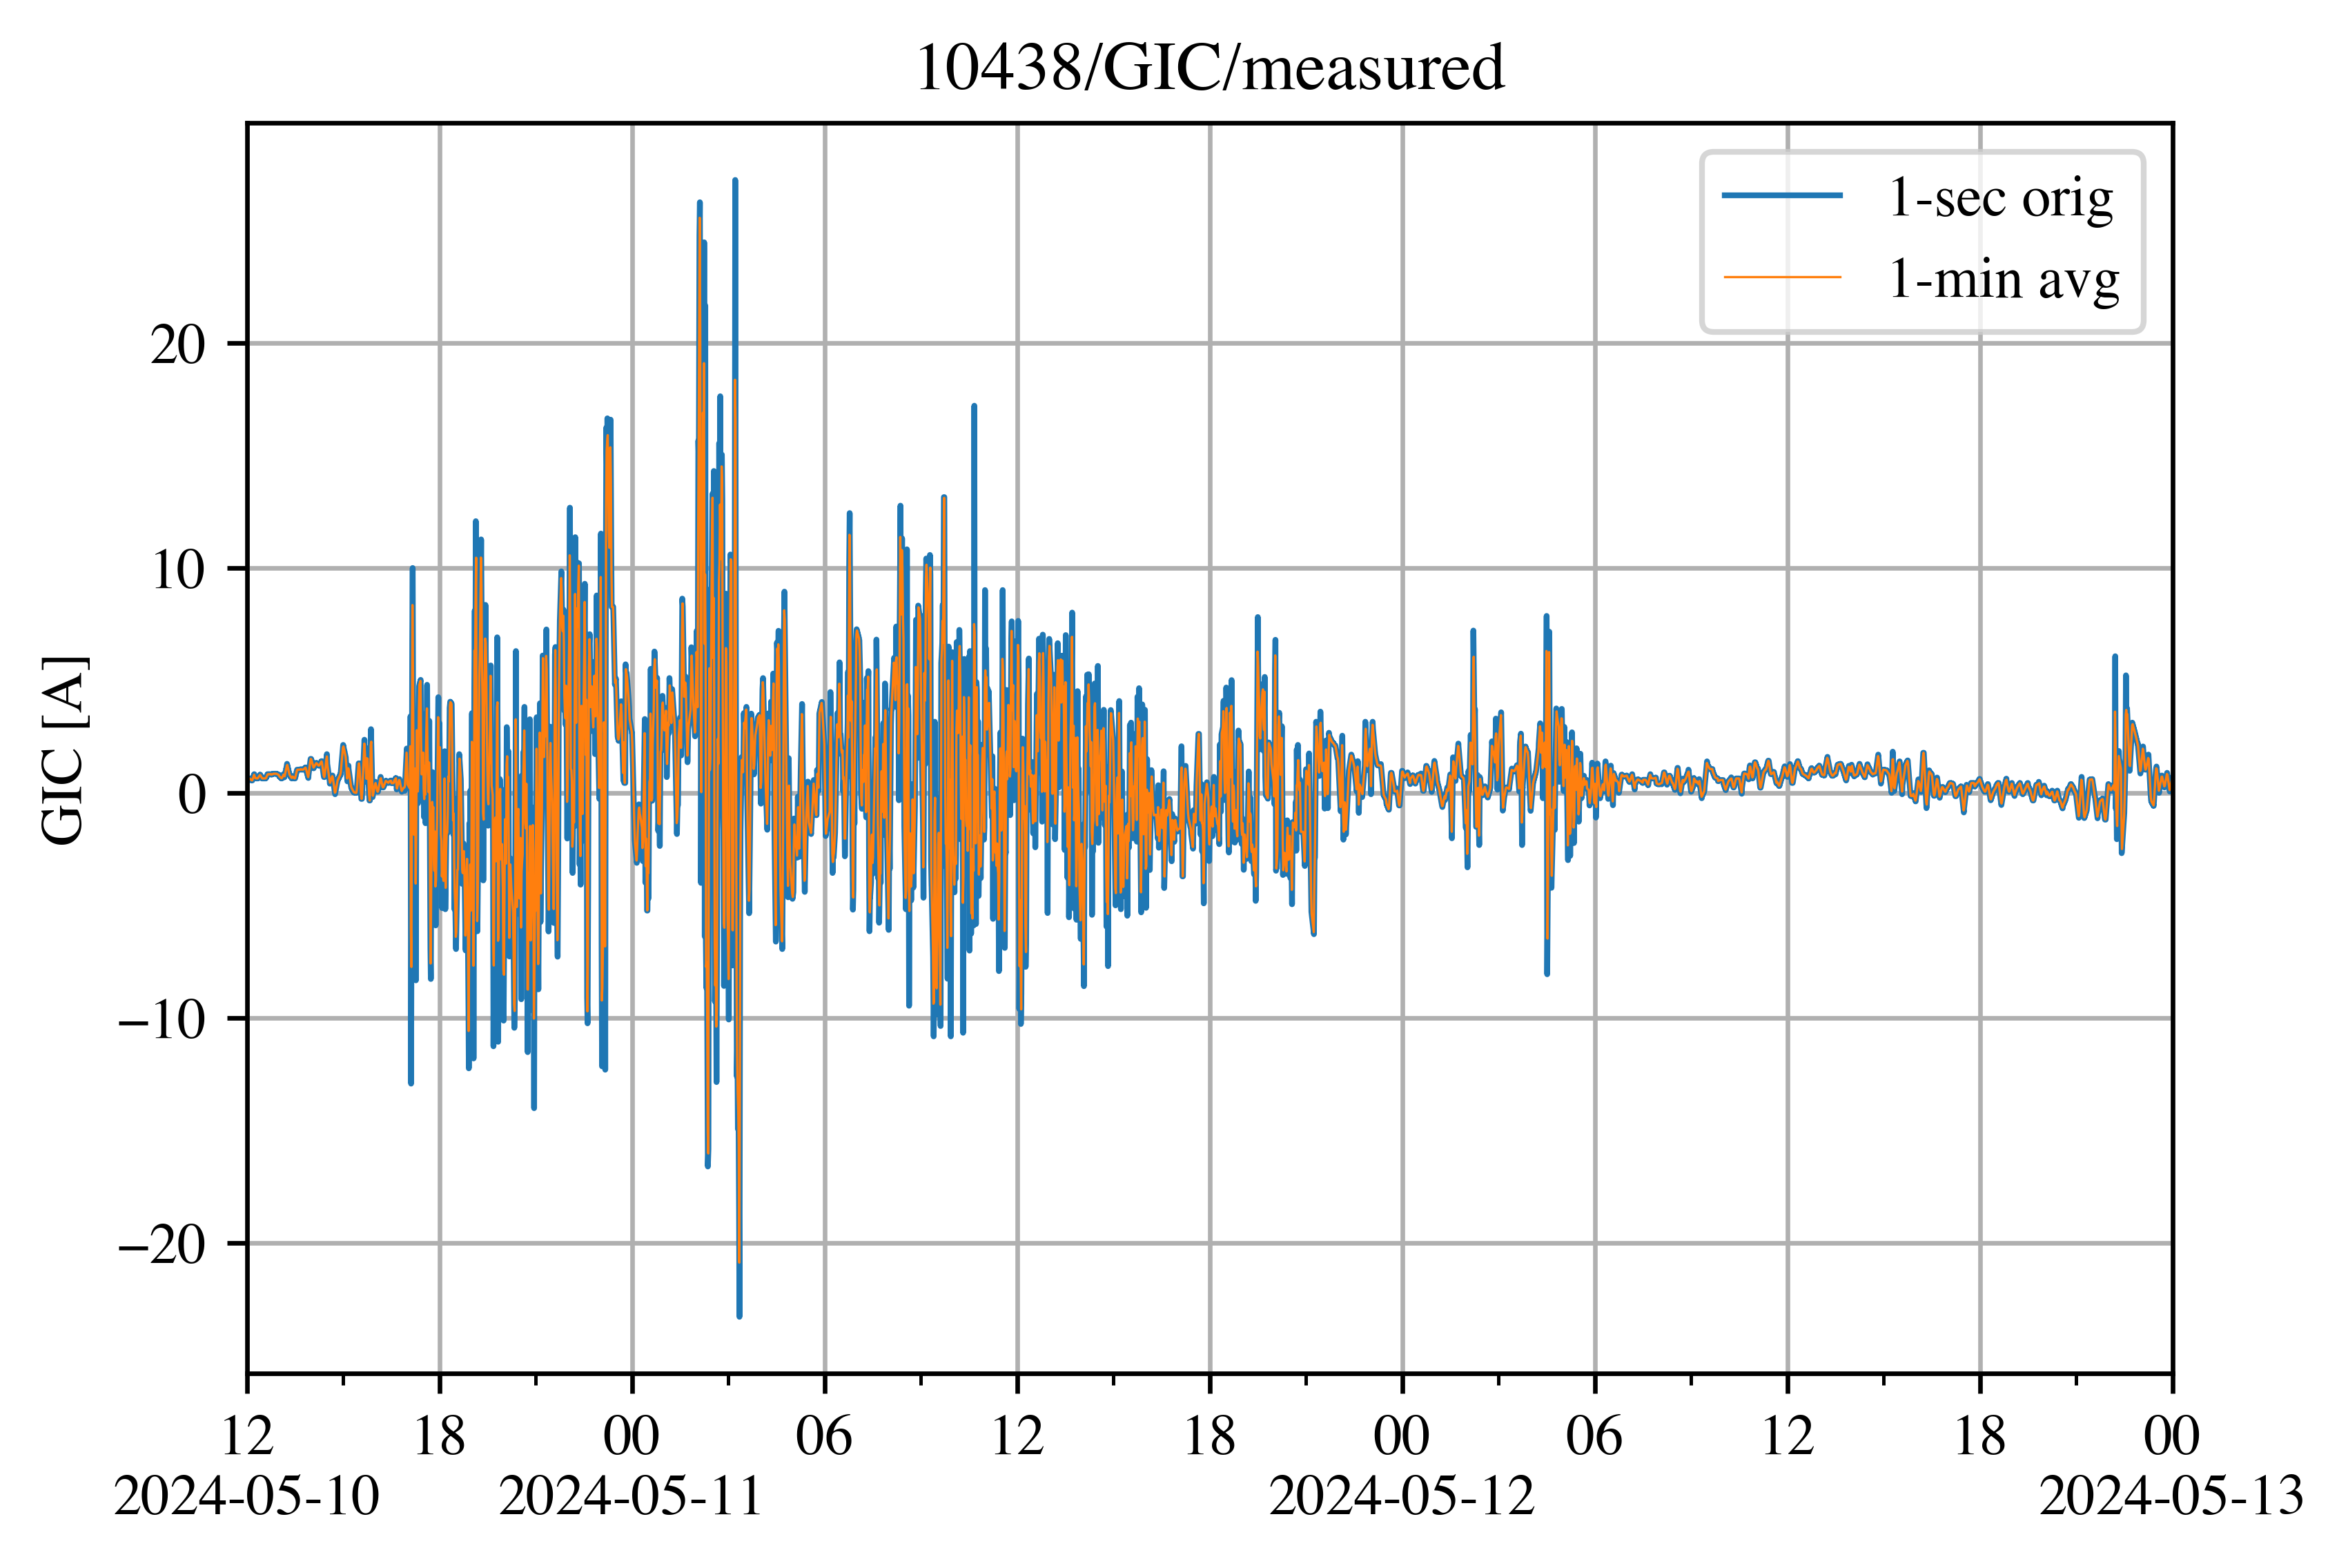 10438/GIC/measured
1-sec orig
1-min avg
GIC [A]
20
10
0
−10
−20
12 18 00 06 12 18 00 06 12 18 00
2024-05-10 2024-05-11 2024-05-12 2024-05-13